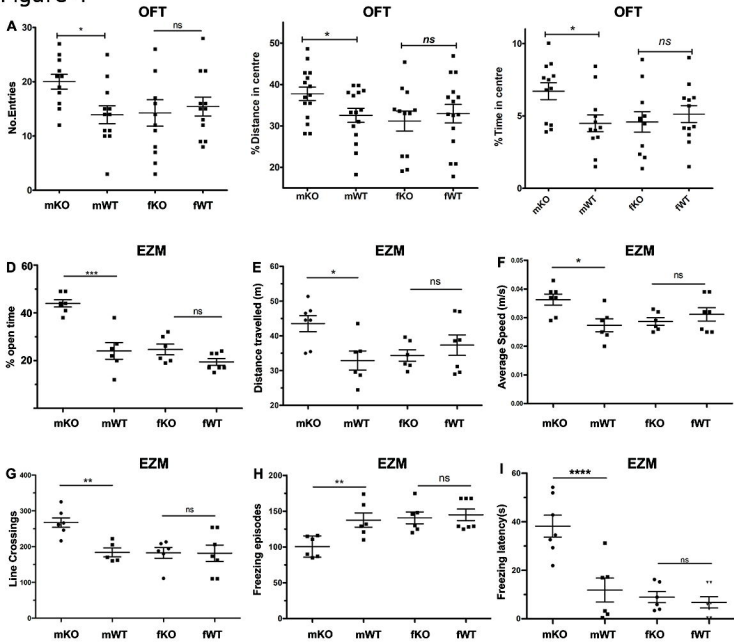 OFT
A
No.Entries
30
20
10
0
*
ns
mKO mWT fKO fWT
OFT
%Distance in centre
50
40
30
20
*
ns
mKO mWT fKO fWT
OFT
%Time in centre
10
5
0
*
ns
mKO mWT fKO fWT
EZM
D
% open time
60
40
20
***
ns
mKO mWT fKO fWT
EZM
E
Distance travelled (m)
60
50
40
30
20
*
ns
mKO mWT fKO fWT
EZM
F
Average Speed (m/s)
0.05
0.04
0.03
0.02
0.01
0.00
*
ns
mKO mWT fKO fWT
EZM
G
Line Crossings
400
300
200
100
0
**
ns
mKO mWT fKO fWT
EZM
H
Freezing episodes
200
150
100
50
0
**
ns
mKO mWT fKO fWT
EZM
I
Freezing latency(s)
60
40
20
0
****
ns
mKO mWT fKO fWT